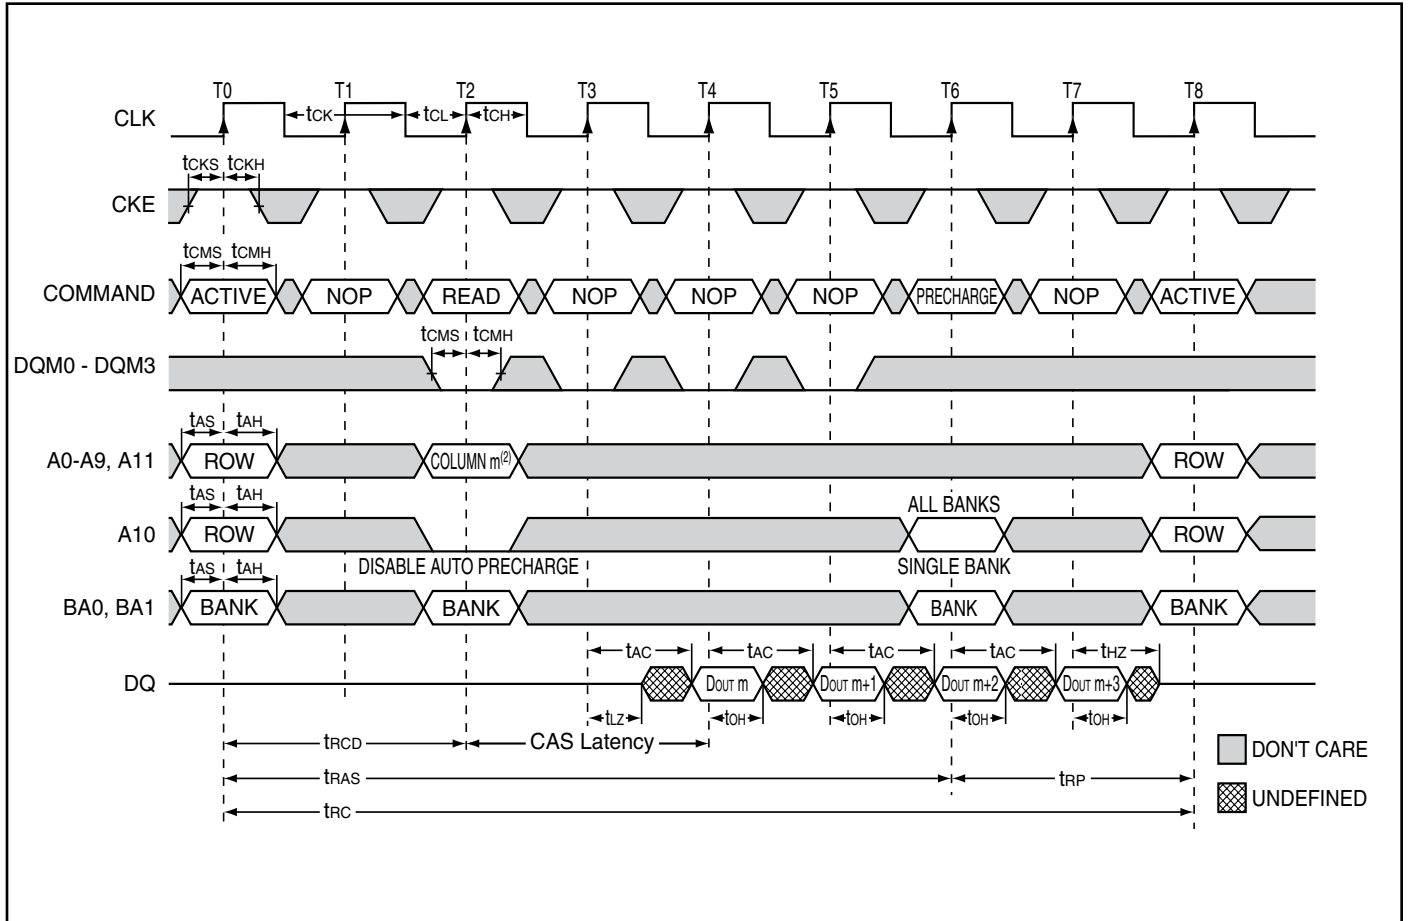 T0 T1 T2 T3 T4 T5 T6 T7 T8
CLK tCK tCL tCH
tCKS tCKH
CKE
tCMS tCMH
COMMAND ACTIVE NOP READ NOP NOP NOP PRECHARGE NOP ACTIVE
tCMS tCMH
DQM0 - DQM3
tAS tAH
A0-A9, A11 ROW COLUMN m(2) ROW
tAS tAH ALL BANKS
A10 ROW ROW
DISABLE AUTO PRECHARGE SINGLE BANK
tAS tAH
BA0, BA1 BANK BANK BANK BANK
tAC tAC tAC tAC tHZ
DQ DOUT m DOUT m+1 DOUT m+2 DOUT m+3
tLZ tOH tOH tOH tOH
tRCD CAS Latency
DON'T CARE
tRAS tRP
UNDEFINED
tRC